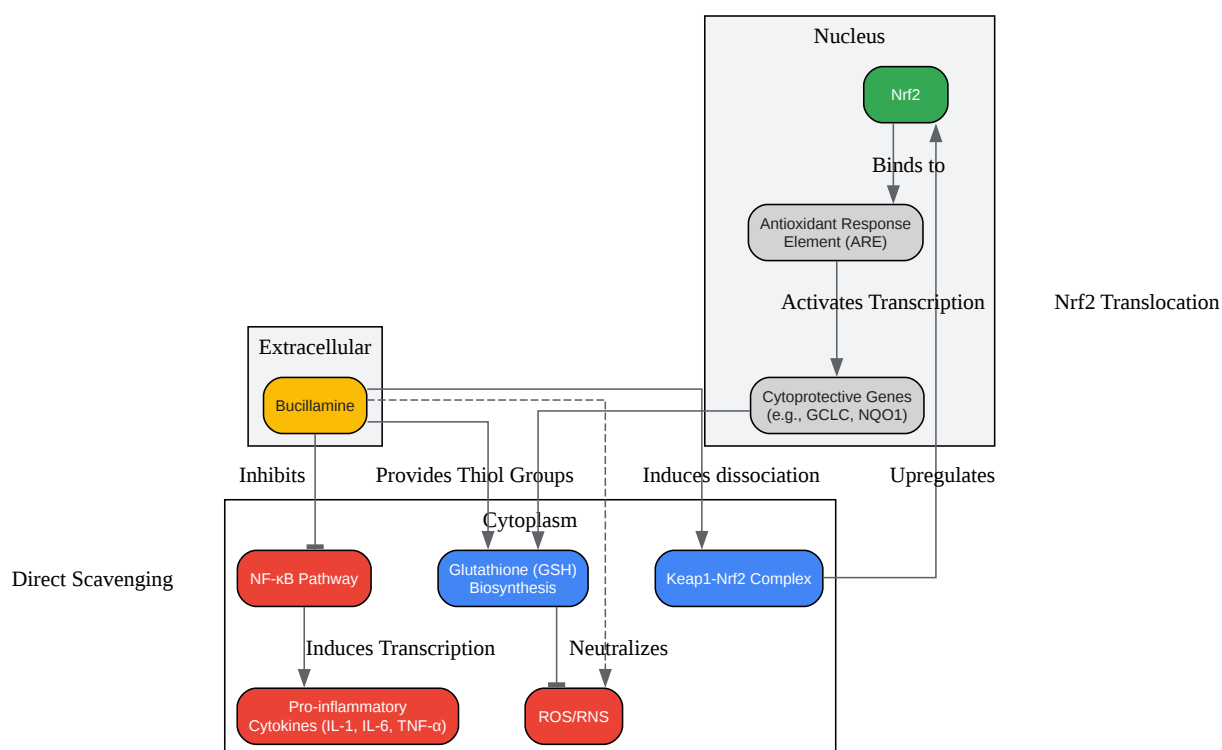 Nucleus
Nrf2
Binds to
Antioxidant Response
Element (ARE)
Activates Transcription
Nrf2 Translocation
Extracellular
Bucillamine
Cytoprotective Genes
(e.g., GCLC, NQO1)
Inhibits
Provides Thiol Groups
Induces dissociation
Upregulates
Cytoplasm
Direct Scavenging
NF-κB Pathway
Glutathione (GSH)
Biosynthesis
Keap1-Nrf2 Complex
Induces Transcription
Neutralizes
Pro-inflammatory
Cytokines (IL-1, IL-6, TNF-α)
ROS/RNS